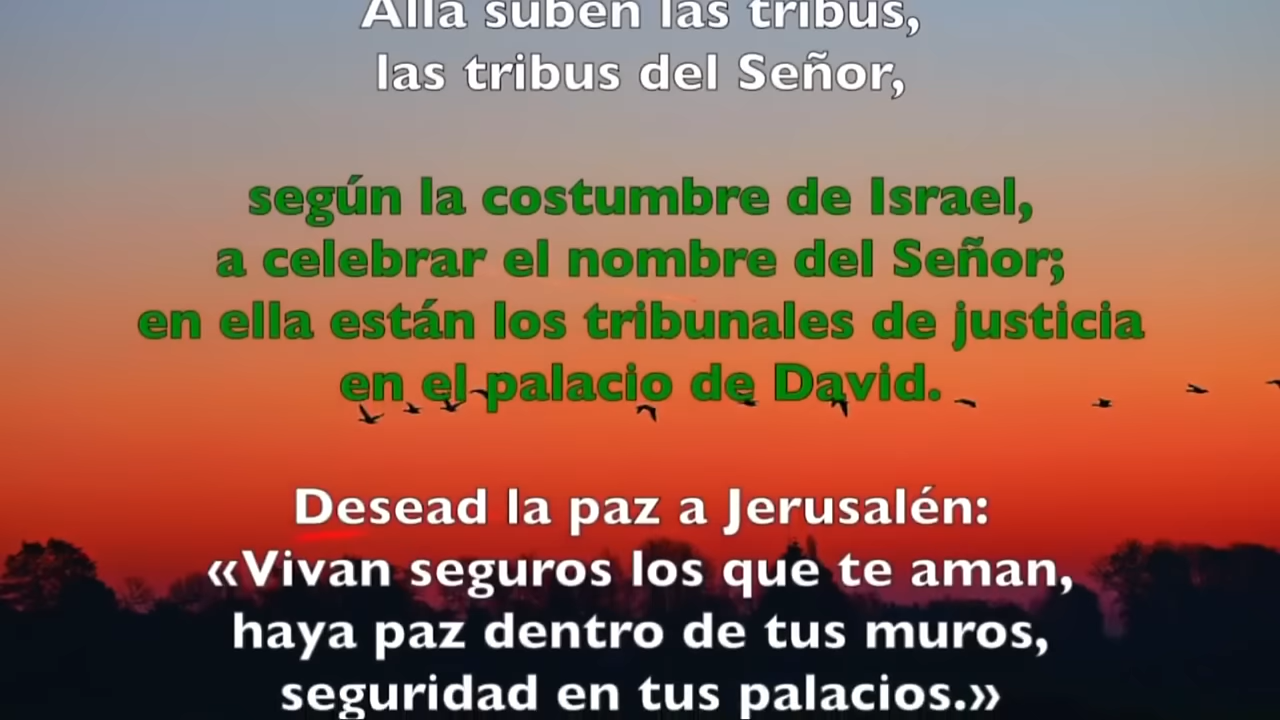 Allá suben las tribus,
las tribus del Señor,
según la costumbre de Israel,
a celebrar el nombre del Señor;
en ella están los tribunales de justicia
en el palacio de David.
Desead la paz a Jerusalén:
«Vivan seguros los que te aman,
haya paz dentro de tus muros,
seguridad en tus palacios.»